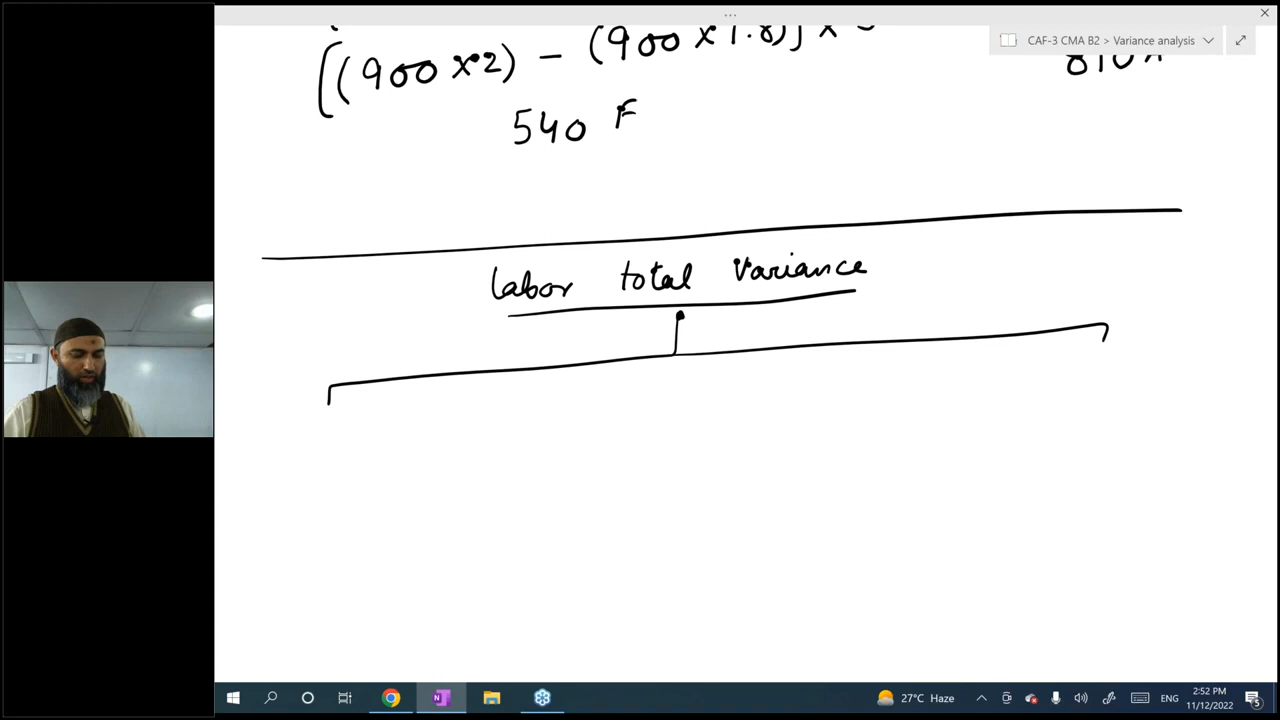 CAF-3 CMA B2 > Variance analysis
[(900 × 2) - (900 × 1.8)] ×
540 F
labor total variance
27°C Haze
ENG
2:52 PM
11/12/2022
5